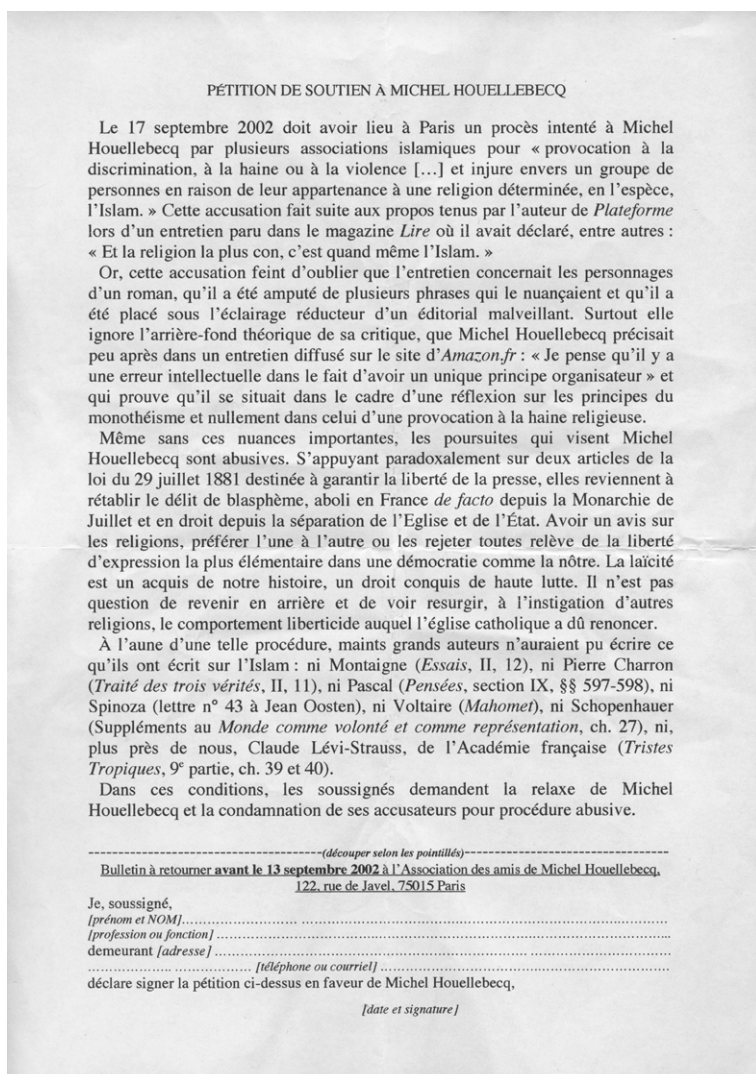 PÉTITION DE SOUTIEN À MICHEL HOUELLEBECQ
Le 17 septembre 2002 doit avoir lieu à Paris un procès intenté à Michel
Houellebecq par plusieurs associations islamiques pour « provocation à la
discrimination, à la haine ou à la violence […] et injure envers un groupe de
personnes en raison de leur appartenance à une religion déterminée, en l'espèce,
l'Islam. » Cette accusation fait suite aux propos tenus par l'auteur de Plateforme
lors d'un entretien paru dans le magazine Lire où il avait déclaré, entre autres :
« Et la religion la plus con, c'est quand même l'Islam. »
Or, cette accusation feint d'oublier que l'entretien concernait les personnages
d'un roman, qu'il a été amputé de plusieurs phrases qui le nuançaient et qu'il a
été placé sous l'éclairage réducteur d'un éditorial malveillant. Surtout elle
ignore l'arrière-fond théorique de sa critique, que Michel Houellebecq précisait
peu après dans un entretien diffusé sur le site d'Amazon.fr : « Je pense qu'il y a
une erreur intellectuelle dans le fait d'avoir un unique principe organisateur » et
qui prouve qu'il se situait dans le cadre d'une réflexion sur les principes du
monothéisme et nullement dans celui d'une provocation à la haine religieuse.
Même sans ces nuances importantes, les poursuites qui visent Michel
Houellebecq sont abusives. S'appuyant paradoxalement sur deux articles de la
loi du 29 juillet 1881 destinée à garantir la liberté de la presse, elles reviennent à
rétablir le délit de blasphème, aboli en France de facto depuis la Monarchie de
Juillet et en droit depuis la séparation de l'Eglise et de l'État. Avoir un avis sur
les religions, préférer l'une à l'autre ou les rejeter toutes relève de la liberté
d'expression la plus élémentaire dans une démocratie comme la nôtre. La laïcité
est un acquis de notre histoire, un droit conquis de haute lutte. Il n'est pas
question de revenir en arrière et de voir resurgir, à l'instigation d'autres
religions, le comportement liberticide auquel l'église catholique a dû renoncer.
À l'aune d'une telle procédure, maints grands auteurs n'auraient pu écrire ce
qu'ils ont écrit sur l'Islam : ni Montaigne (Essais, II, 12), ni Pierre Charron
(Traité des trois vérités, II, 11), ni Pascal (Pensées, section IX, §§ 597-598), ni
Spinoza (lettre n° 43 à Jean Oosten), ni Voltaire (Mahomet), ni Schopenhauer
(Suppléments au Monde comme volonté et comme représentation, ch. 27), ni,
plus près de nous, Claude Lévi-Strauss, de l'Académie française (Tristes
Tropiques, 9e partie, ch. 39 et 40).
Dans ces conditions, les soussignés demandent la relaxe de Michel
Houellebecq et la condamnation de ses accusateurs pour procédure abusive.
(découper selon les pointillés)
Bulletin à retourner avant le 13 septembre 2002 à l'Association des amis de Michel Houellebecq,
122, rue de Javel, 75015 Paris
Je, soussigné,
[prénom et NOM]
[profession ou fonction]
demeurant [adresse]
[téléphone ou courriel]
déclare signer la pétition ci-dessus en faveur de Michel Houellebecq,
[date et signature]